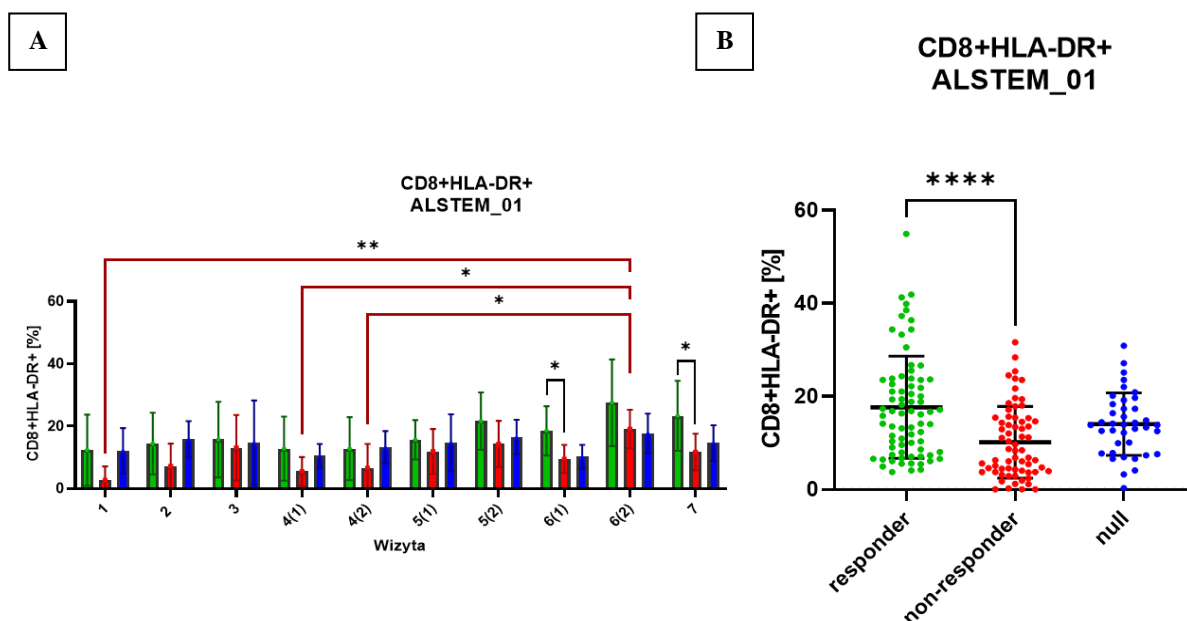 A
B
CD8+HLA-DR+
ALSTEM_01
**
*
*
*
*
CD8+HLA-DR+ [%]
60
40
20
0
1
2
3
4(1)
4(2)
5(1)
5(2)
6(1)
6(2)
7
Wizyta
CD8+HLA-DR+
ALSTEM_01
****
CD8+HLA-DR+ [%]
60
40
20
0
responder
non-responder
null